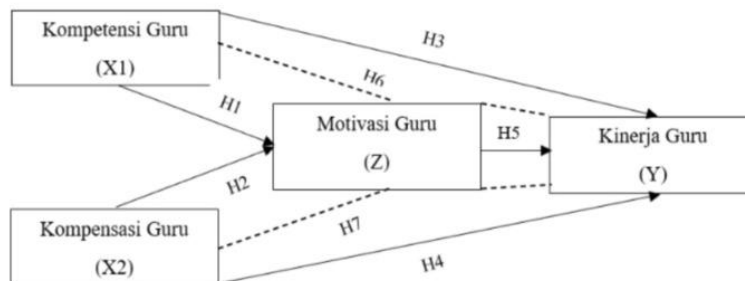 Kompetensi Guru
(X1)
H3
H6
H1
Motivasi Guru
(Z)
H5
Kinerja Guru
(Y)
H2
Kompensasi Guru
(X2)
H7
H4